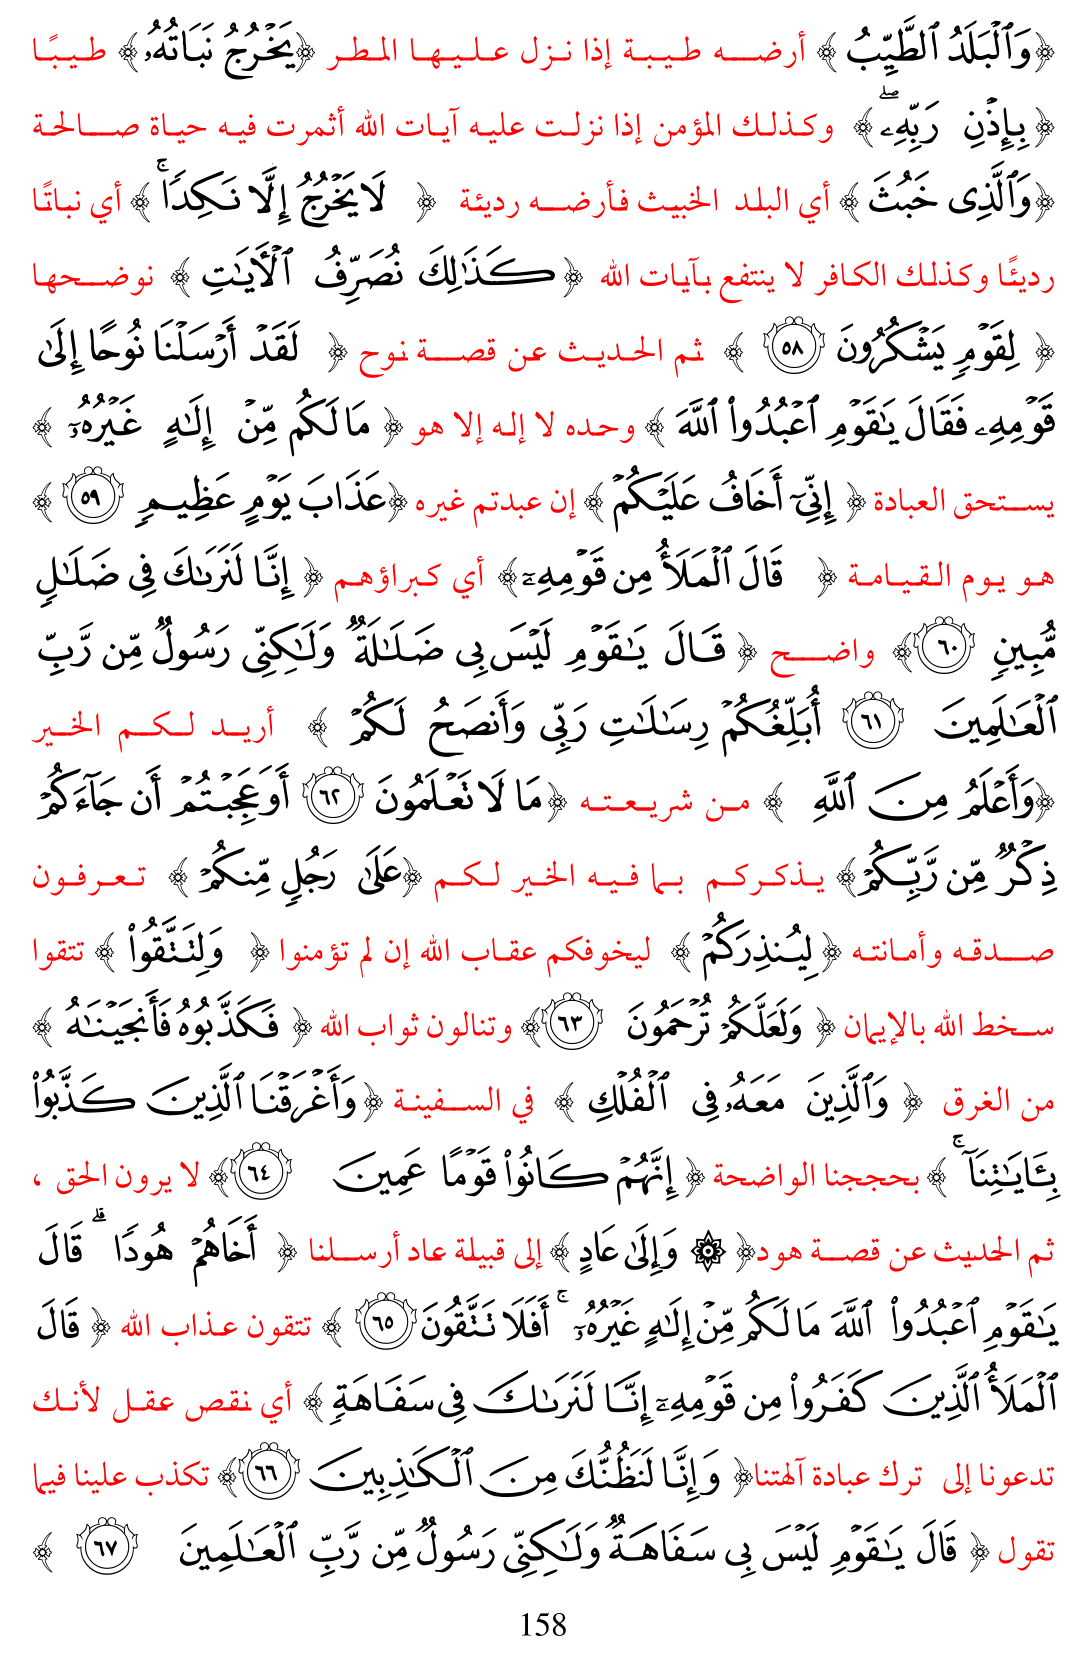 ﴿وَٱلۡبَلَدُ ٱلطَّيِّبُ ﴾ أرضه طيبة إذا نزل عليها المطر ﴿يَخۡرُجُ نَبَاتُهُۥ﴾ طيبًا
﴿بِإِذۡنِ رَبِّهِۦۖ﴾ وكذلك المؤمن إذا نزلت عليه آيات الله أثمرت فيه حياة صالحة
﴿وَٱلَّذِى خَبُثَ ﴾ أي البلد الخبيث فأرضه رديئة ﴿ لَا يَخۡرُجُ إِلَّا نَكِدٗاۚ ﴾ أي نباتًا
رديئًا وكذلك الكافر لا ينتفع بآيات الله ﴿ كَذَٰلِكَ نُصَرِّفُ ٱلۡأٓيَٰتِ ﴾ نوضحها
﴿ لِقَوۡمٖ يَشۡكُرُونَ ٥٨ ﴾ ثم الحديث عن قصة نوح ﴿ لَقَدۡ أَرۡسَلۡنَا نُوحًا إِلَىٰ
قَوۡمِهِۦ فَقَالَ يَٰقَوۡمِ ٱعۡبُدُواْ ٱللَّهَ ﴾ وحده لا إله إلا هو ﴿ مَا لَكُم مِّنۡ إِلَٰهٍ غَيۡرُهُۥٓ ﴾
يستحق العبادة ﴿ إِنِّىٓ أَخَافُ عَلَيۡكُمۡ ﴾ إن عبدتم غيره ﴿عَذَابَ يَوۡمٍ عَظِيمٖ ٥٩ ﴾
هو يوم القيامة ﴿ قَالَ ٱلۡمَلَأُ مِن قَوۡمِهِۦٓ﴾ أي كبراؤهم ﴿ إِنَّا لَنَرَىٰكَ فِى ضَلَٰلٖ
مُّبِينٖ ٦٠ ﴾ واضح ﴿ قَالَ يَٰقَوۡمِ لَيۡسَ بِى ضَلَٰلَةٞ وَلَٰكِنِّى رَسُولٞ مِّن رَّبِّ
ٱلۡعَٰلَمِينَ ٦١ أُبَلِّغُكُمۡ رِسَٰلَٰتِ رَبِّى وَأَنصَحُ لَكُمۡ ﴾ أريد لكم الخير
﴿وَأَعۡلَمُ مِنَ ٱللَّهِ ﴾ من شريعته ﴿مَا لَا تَعۡلَمُونَ ٦٢ أَوَعَجِبۡتُمۡ أَن جَآءَكُمۡ
ذِكۡرٞ مِّن رَّبِّكُمۡ﴾ يذكركم بما فيه الخير لكم ﴿عَلَىٰ رَجُلٖ مِّنكُمۡ ﴾ تعرفون
صدقه وأمانته ﴿ لِيُنذِرَكُمۡ ﴾ ليخوفكم عقاب الله إن لم تؤمنوا ﴿ وَلِتَتَّقُواْ ﴾ تتقوا
سخط الله بالإيمان ﴿ وَلَعَلَّكُمۡ تُرۡحَمُونَ ٦٣ ﴾ وتنالون ثواب الله ﴿ فَكَذَّبُوهُ فَأَنجَيۡنَٰهُ ﴾
من الغرق ﴿ وَٱلَّذِينَ مَعَهُۥ فِى ٱلۡفُلۡكِ ﴾ في السفينة ﴿وَأَغۡرَقۡنَا ٱلَّذِينَ كَذَّبُواْ
بِـَٔايَٰتِنَآۚ ﴾ بحججنا الواضحة ﴿ إِنَّهُمۡ كَانُواْ قَوۡمًا عَمِينَ ٦٤ ﴾ لا يرون الحق ،
ثم الحديث عن قصة هود﴿ ۞ وَإِلَىٰ عَادٍ ﴾ إلى قبيلة عاد أرسلنا ﴿ أَخَاهُمۡ هُودٗاۗ قَالَ
يَٰقَوۡمِ ٱعۡبُدُواْ ٱللَّهَ مَا لَكُم مِّنۡ إِلَٰهٍ غَيۡرُهُۥٓۚ أَفَلَا تَتَّقُونَ ٦٥ ﴾ تتقون عذاب الله ﴿ قَالَ
ٱلۡمَلَأُ ٱلَّذِينَ كَفَرُواْ مِن قَوۡمِهِۦٓ إِنَّا لَنَرَىٰكَ فِى سَفَاهَةٖ ﴾ أي نقص عقل لأنك
تدعونا إلى ترك عبادة آلهتنا﴿ وَإِنَّا لَنَظُنُّكَ مِنَ ٱلۡكَٰذِبِينَ ٦٦ ﴾ تكذب علينا فيما
تقول ﴿ قَالَ يَٰقَوۡمِ لَيۡسَ بِى سَفَاهَةٞ وَلَٰكِنِّى رَسُولٞ مِّن رَّبِّ ٱلۡعَٰلَمِينَ ٦٧ ﴾
158